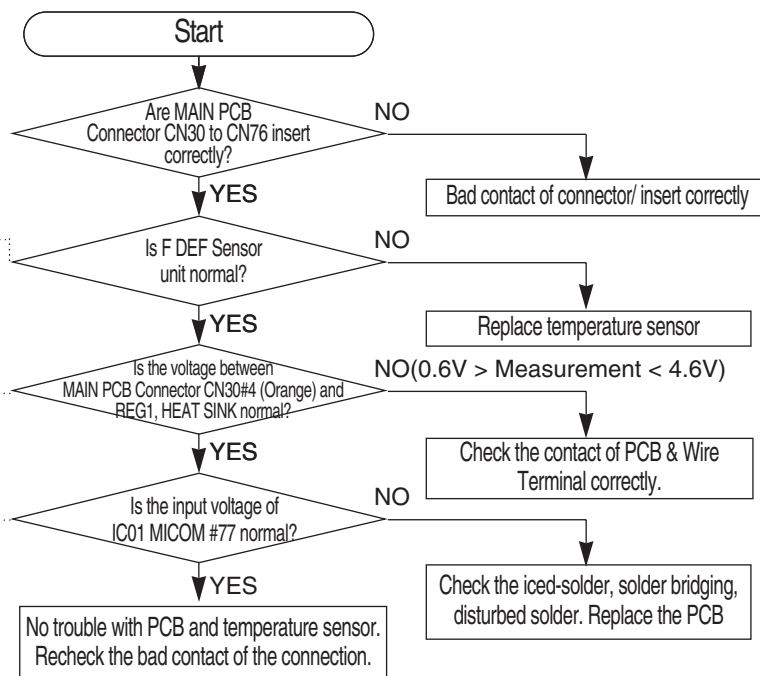 Start
Are MAIN PCB
Connector CN30 to CN76 insert
correctly?
NO
Bad contact of connector/ insert correctly
YES
Is F DEF Sensor
unit normal?
NO
Replace temperature sensor
YES
Is the voltage between
MAIN PCB Connector CN30#4 (Orange) and
REG1, HEAT SINK normal?
NO(0.6V > Measurement < 4.6V)
Check the contact of PCB & Wire
Terminal correctly.
YES
Is the input voltage of
IC01 MICOM #77 normal?
NO
Check the iced-solder, solder bridging,
disturbed solder. Replace the PCB
YES
No trouble with PCB and temperature sensor.
Recheck the bad contact of the connection.